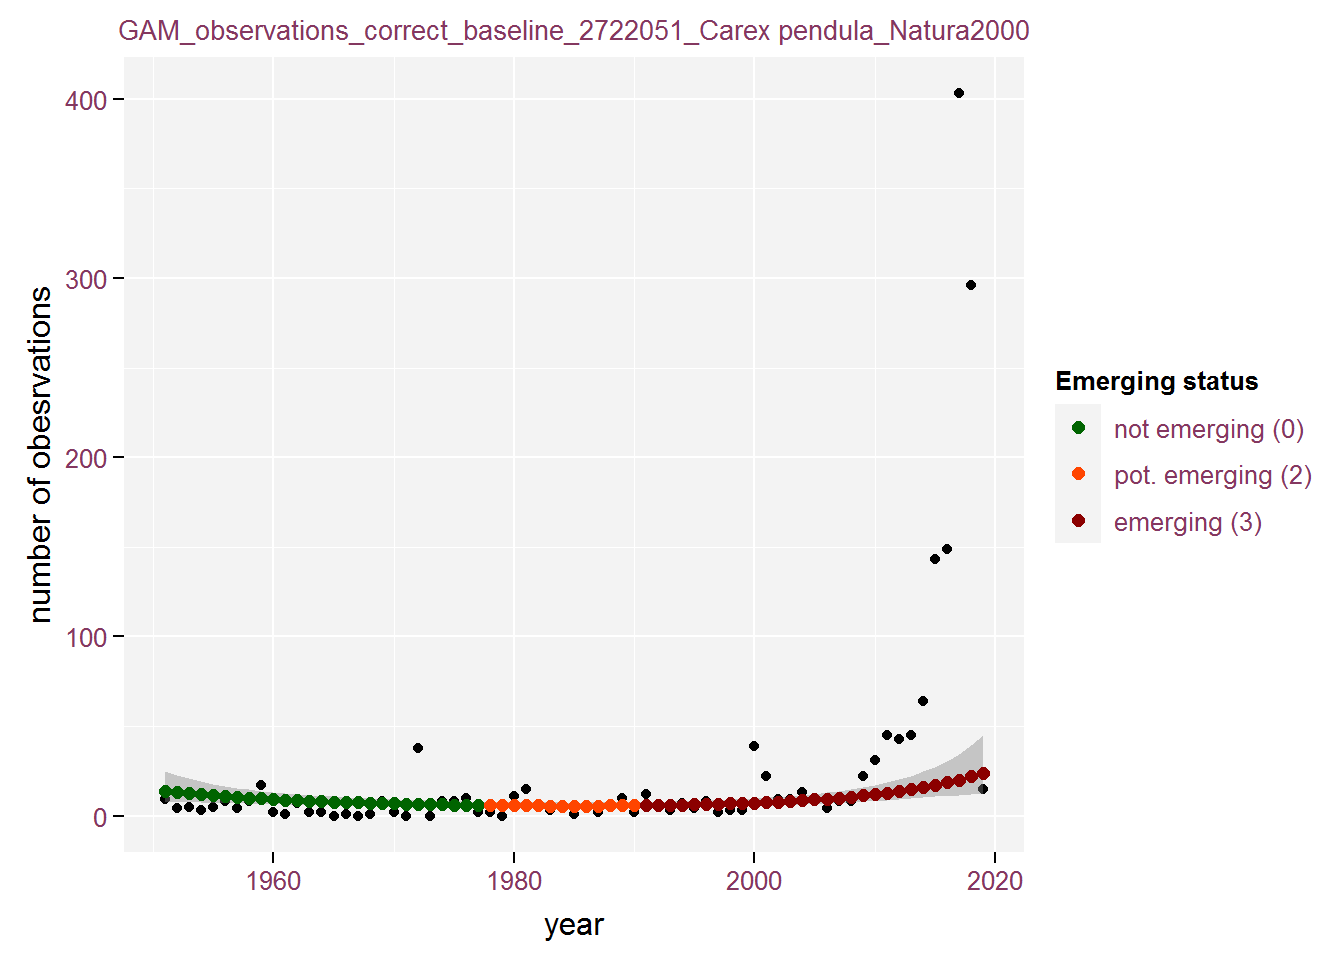 GAM_observations_correct_baseline_2722051_Carex pendula_Natura2000
400
300
200
100
0
number of obesrvations
1960
1980
2000
2020
year
Emerging status
not emerging (0)
pot. emerging (2)
emerging (3)